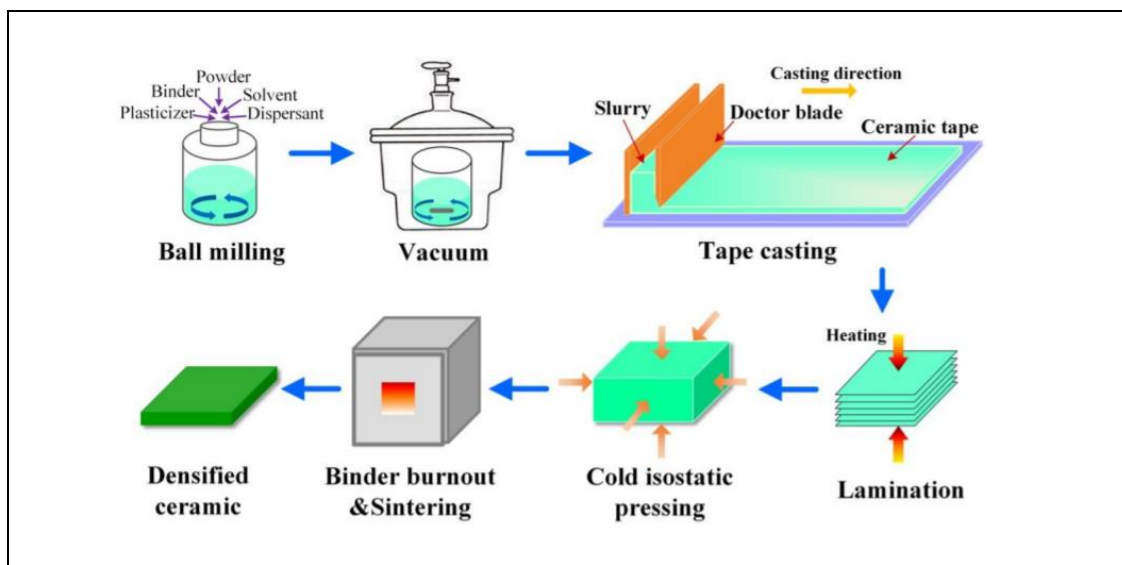 Powder
Binder
Solvent
Plasticizer
Dispersant
Ball milling
Vacuum
Casting direction
Slurry
Doctor blade
Ceramic tape
Tape casting
Heating
Lamination
Cold isostatic
pressing
Binder burnout
&Sintering
Densified
ceramic